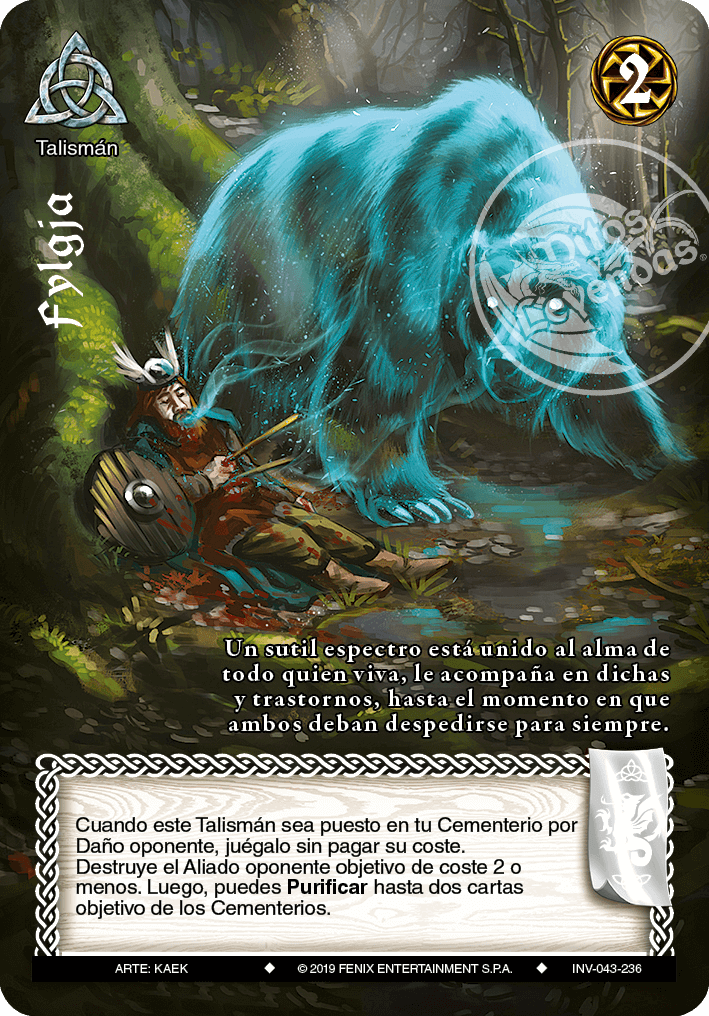 2
Talismán
Fylgja
Mitos
Leyendas®
Un sutil espectro está unido al alma de
todo quien viva, le acompaña en dichas
y trastornos, hasta el momento en que
ambos deban despedirse para siempre.
Cuando este Talismán sea puesto en tu Cementerio por
Daño oponente, juégalo sin pagar su coste.
Destruye el Aliado oponente objetivo de coste 2 o
menos. Luego, puedes Purificar hasta dos cartas
objetivo de los Cementerios.
ARTE: KAEK ◆ © 2019 FENIX ENTERTAINMENT S.P.A. ◆ INV-043-236